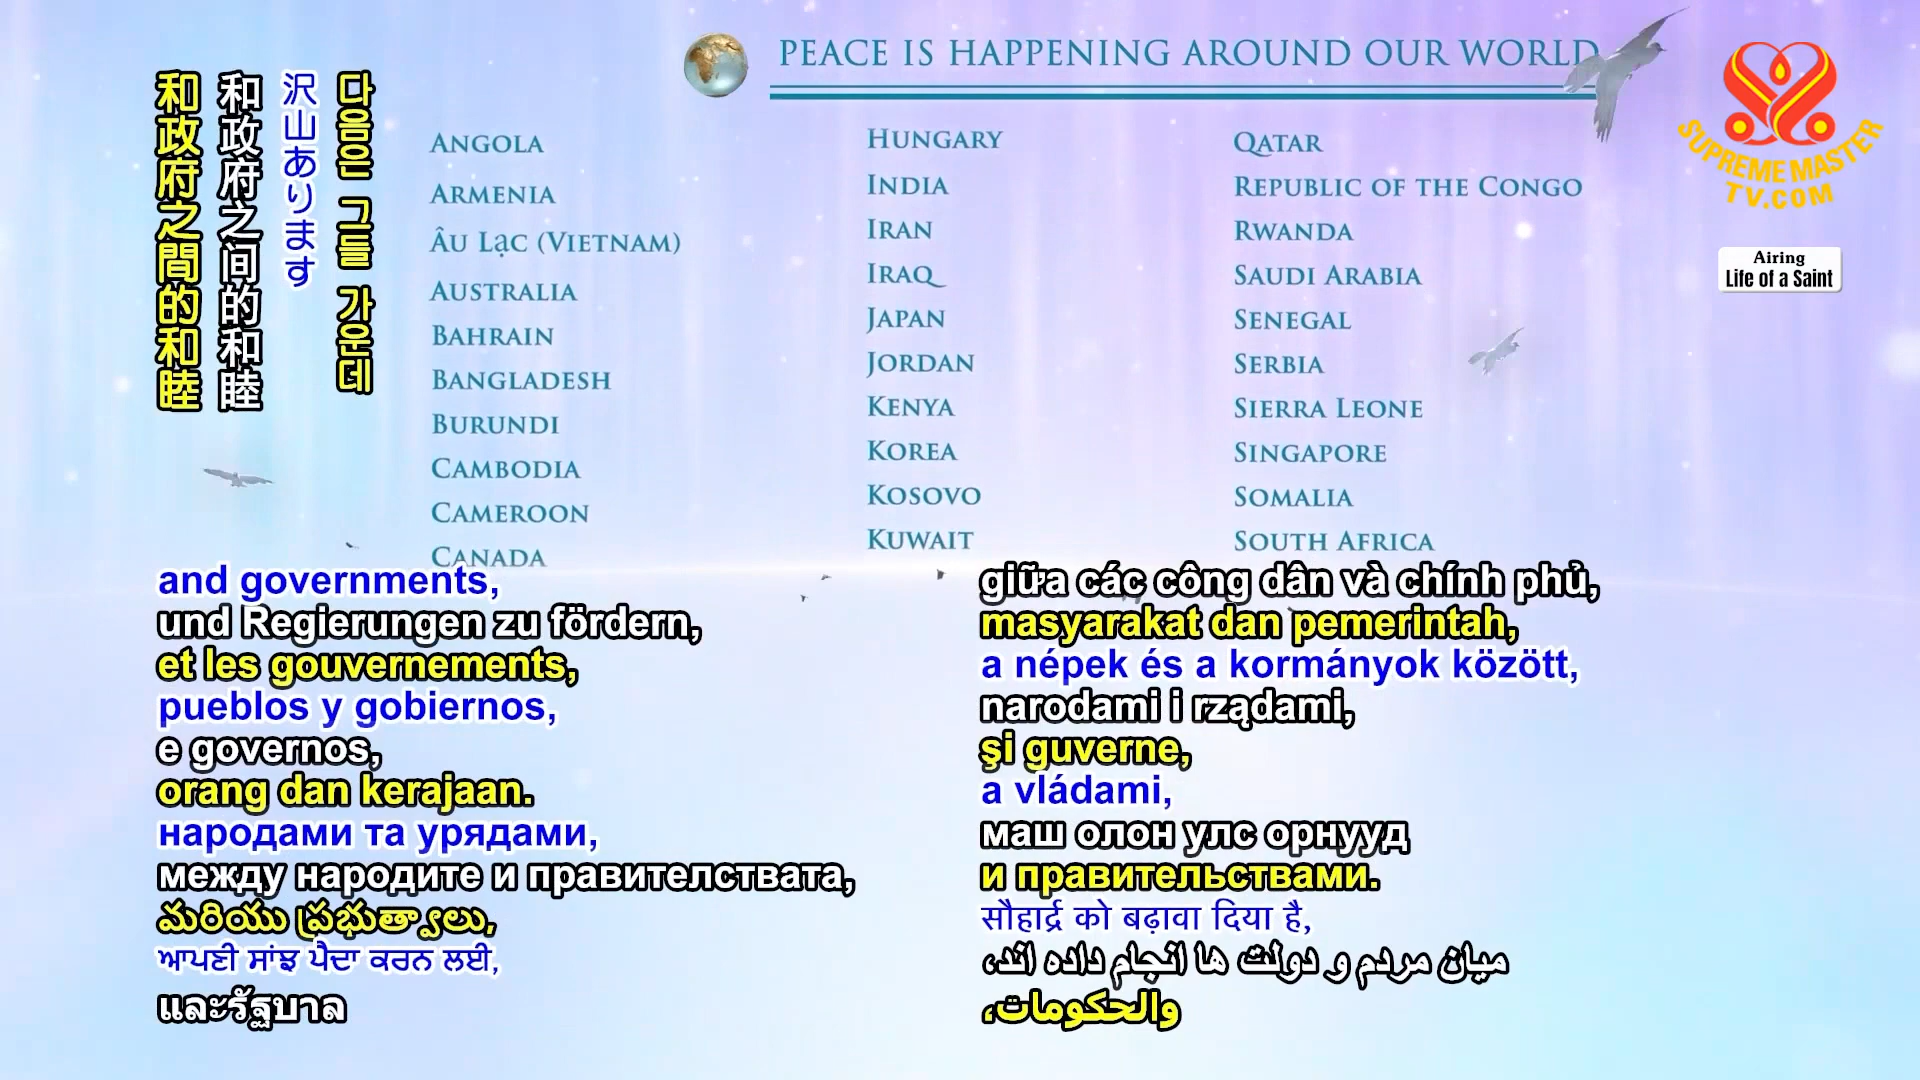 PEACE IS HAPPENING AROUND OUR WORLD
SUPREME MASTER
TV.COM
Airing
Life of a Saint
和政府之間的和睦
和政府之间的和睦
沢山あります
다음은 그들 가운데
ANGOLA
ARMENIA
ÂU LẠC (VIETNAM)
AUSTRALIA
BAHRAIN
BANGLADESH
BURUNDI
CAMBODIA
CAMEROON
CANADA
HUNGARY
INDIA
IRAN
IRAQ
JAPAN
JORDAN
KENYA
KOREA
KOSOVO
KUWAIT
QATAR
REPUBLIC OF THE CONGO
RWANDA
SAUDI ARABIA
SENEGAL
SERBIA
SIERRA LEONE
SINGAPORE
SOMALIA
SOUTH AFRICA
and governments,
und Regierungen zu fördern,
et les gouvernements,
pueblos y gobiernos,
e governos,
orang dan kerajaan.
народами та урядами,
между народите и правителствата,
మరియు ప్రభుత్వాలు,
ਆਪਣੀ ਸਾਂਝ ਪੈਦਾ ਕਰਨ ਲਈ,
และรัฐบาล
giữa các công dân và chính phủ,
masyarakat dan pemerintah,
a népek és a kormányok között,
narodami i rządami,
şi guverne,
a vládami,
маш олон улс орнууд
и правительствами.
सौहार्द्र को बढ़ावा दिया है,
میان مردم و دولت ها انجام داده اند،
والحكومات،